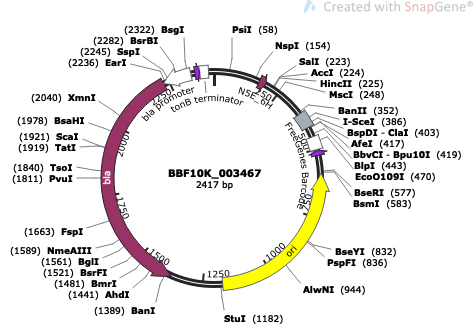 Created with SnapGene®
(2322) BsgI
(2282) BsrBI
(2245) SspI
(2236) EarI
PsiI (58)
NspI (154)
SalI (223)
AccI (224)
HincII (225)
MscI (248)
BanII (352)
I-SceI (386)
BspDI - ClaI (403)
AfeI (417)
BbvCI - Bpu10I (419)
BlpI (443)
EcoO109I (470)
BseRI (577)
BsmI (583)
BseYI (832)
PspFI (836)
AlwNI (944)
StuI (1182)
(2040) XmnI
(1978) BsaHI
(1921) ScaI
(1919) TatI
(1840) TsoI
(1811) PvuI
(1663) FspI
(1589) NmeAIII
(1561) BglI
(1521) BsrFI
(1481) BmrI
(1441) AhdI
(1389) BanI
bla promoter
tonB terminator
FreeGenes Barcode
bla
ori
2250
2000
1750
1500
1250
1000
750
500
250
BBF10K_003467
2417 bp